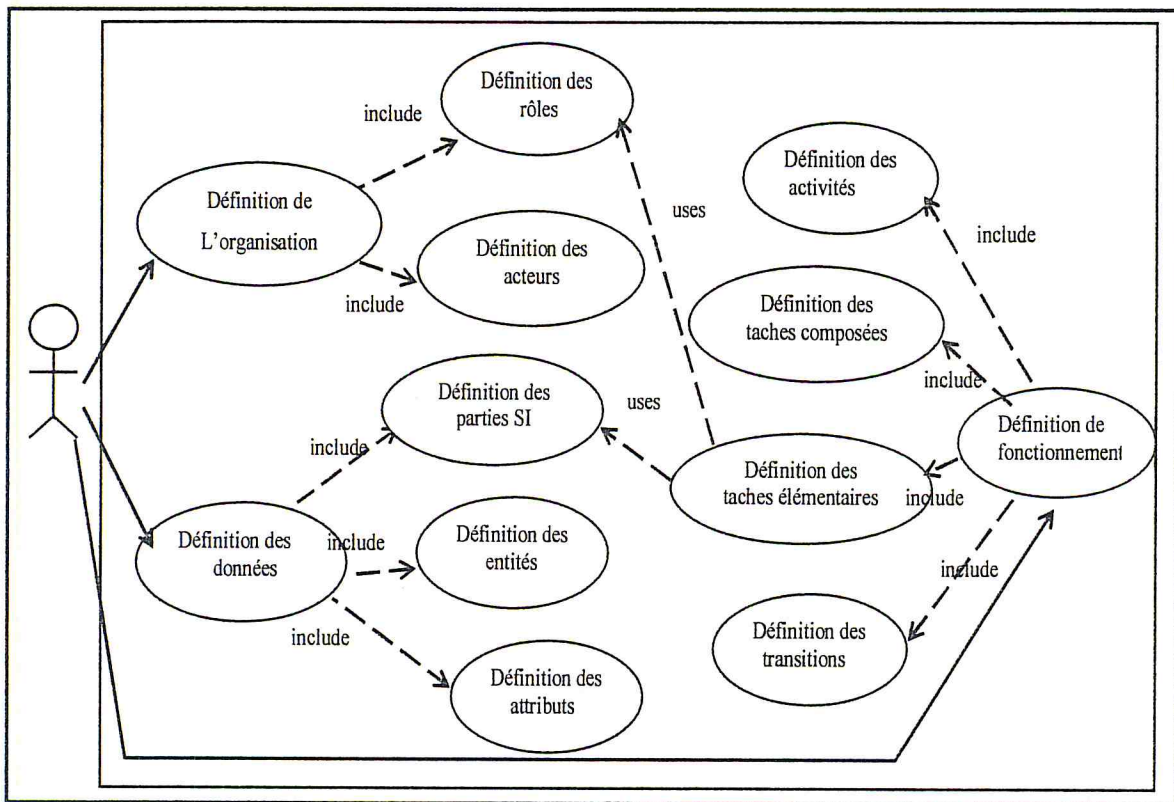 Définition des
rôles
include
Définition des
activités
Définition de
L'organisation
uses
include
Définition des
acteurs
include
Définition des
taches composées
Définition des
parties SI
uses
include
Définition de
fonctionnement
include
Définition des
taches élémentaires
include
Définition des
données
include
Définition des
entités
include
include
Définition des
transitions
Définition des
attributs